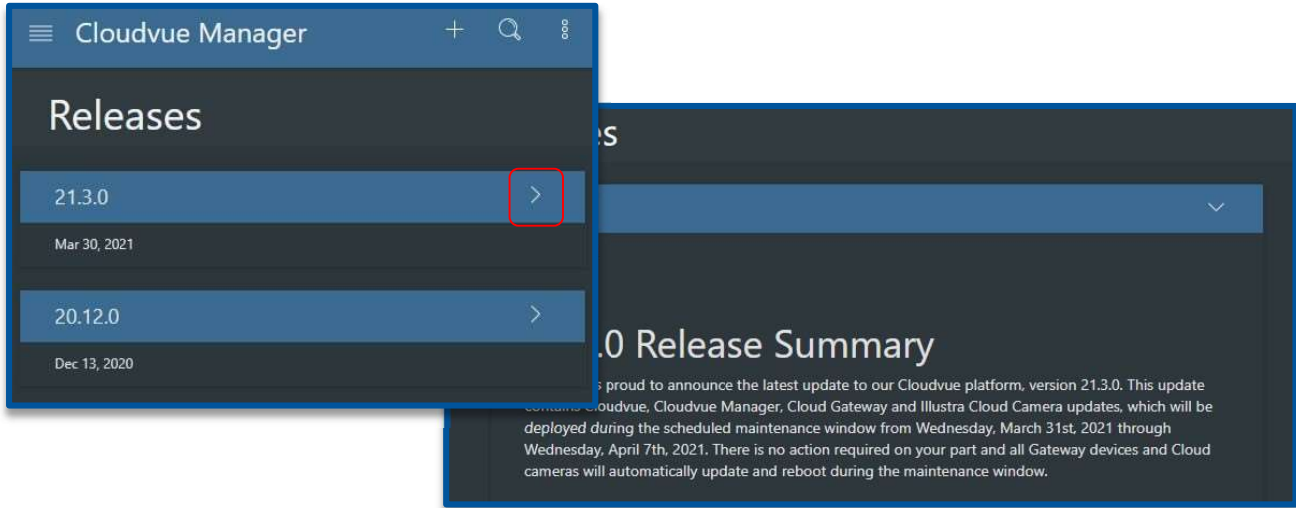 Cloudvue Manager
Releases
21.3.0
Mar 30, 2021
20.12.0
Dec 13, 2020
.0 Release Summary
proud to announce the latest update to our Cloudvue platform, version 21.3.0. This update
Cloudvue, Cloudvue Manager, Cloud Gateway and Illustra Cloud Camera updates, which will be
deployed during the scheduled maintenance window from Wednesday, March 31st, 2021 through
Wednesday, April 7th, 2021. There is no action required on your part and all Gateway devices and Cloud
cameras will automatically update and reboot during the maintenance window.